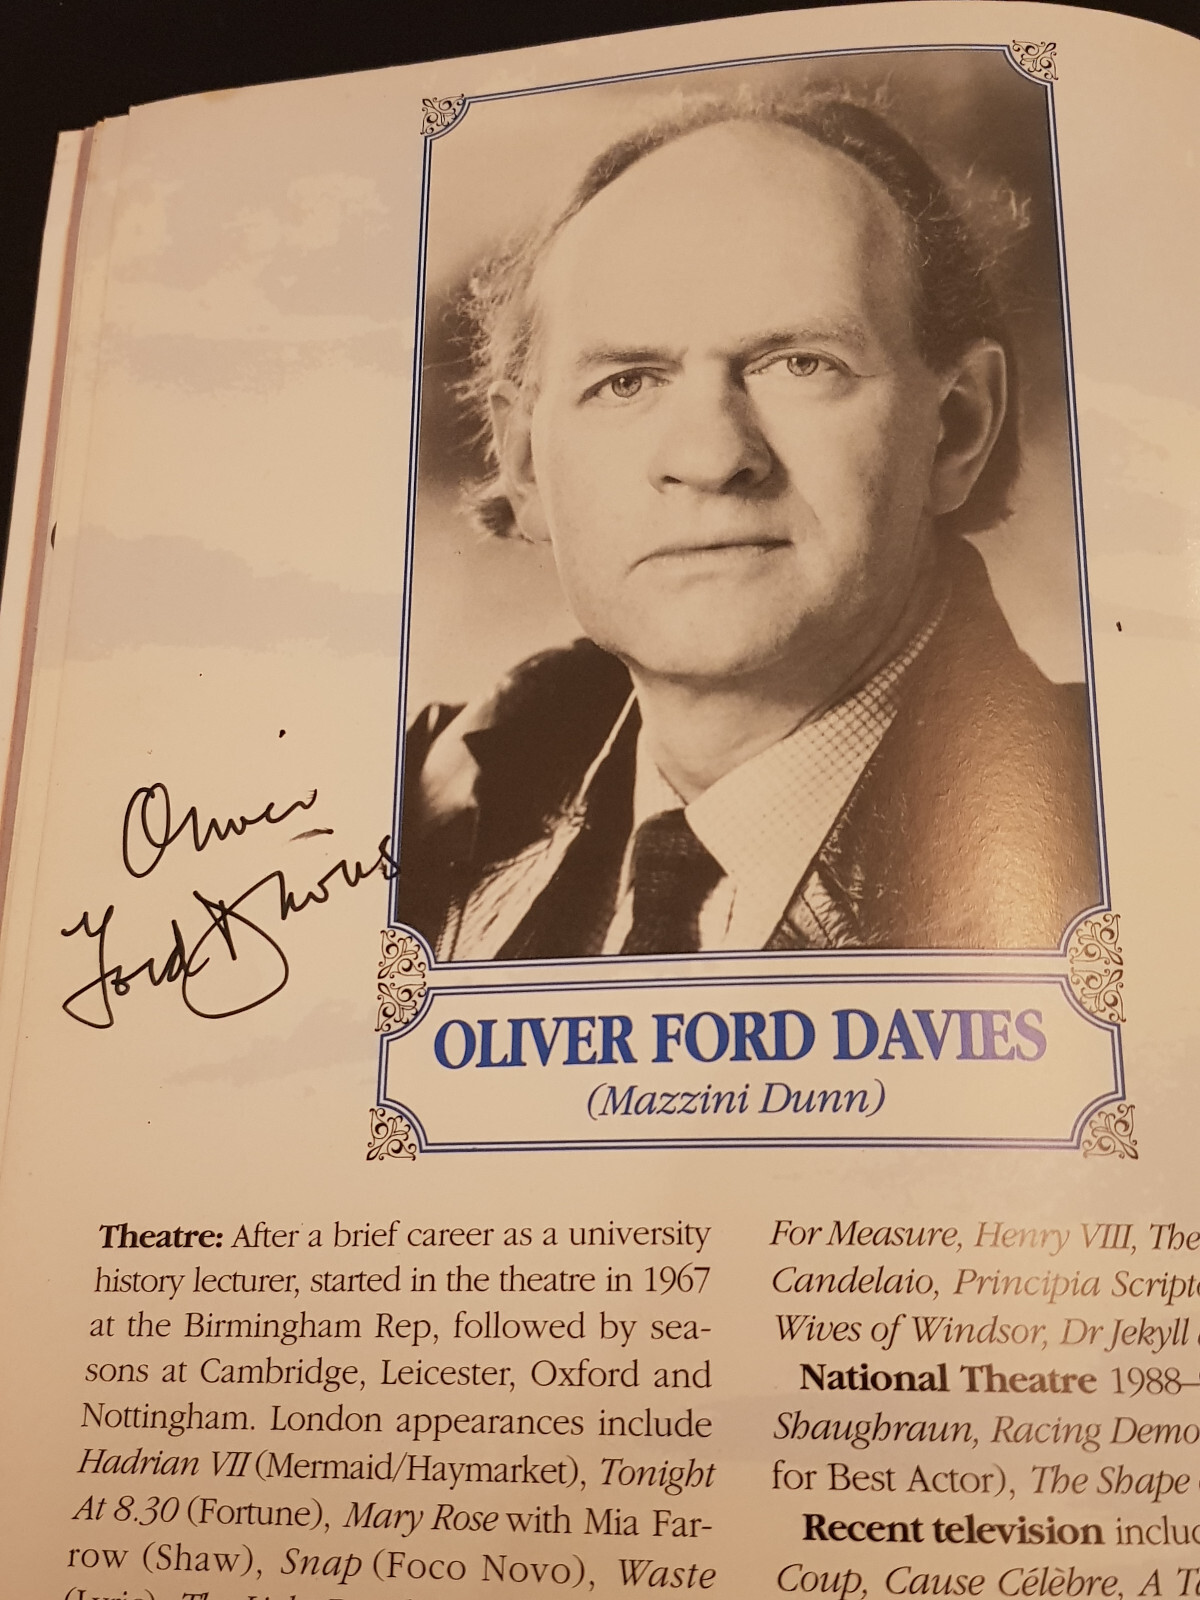 Oliver
Ford Davies
OLIVER FORD DAVIES
(Mazzini Dunn)
Theatre: After a brief career as a university
history lecturer, started in the theatre in 1967
at the Birmingham Rep, followed by sea-
sons at Cambridge, Leicester, Oxford and
Nottingham. London appearances include
Hadrian VII (Mermaid/Haymarket), Tonight
At 8.30 (Fortune), Mary Rose with Mia Far-
row (Shaw), Snap (Foco Novo), Waste
For Measure, Henry VIII, The
Candelaio, Principia Scripto
Wives of Windsor, Dr Jekyll
National Theatre 1988–
Shaughraun, Racing Demo
for Best Actor), The Shape
Recent television includ
Coup, Cause Célèbre, A Ta